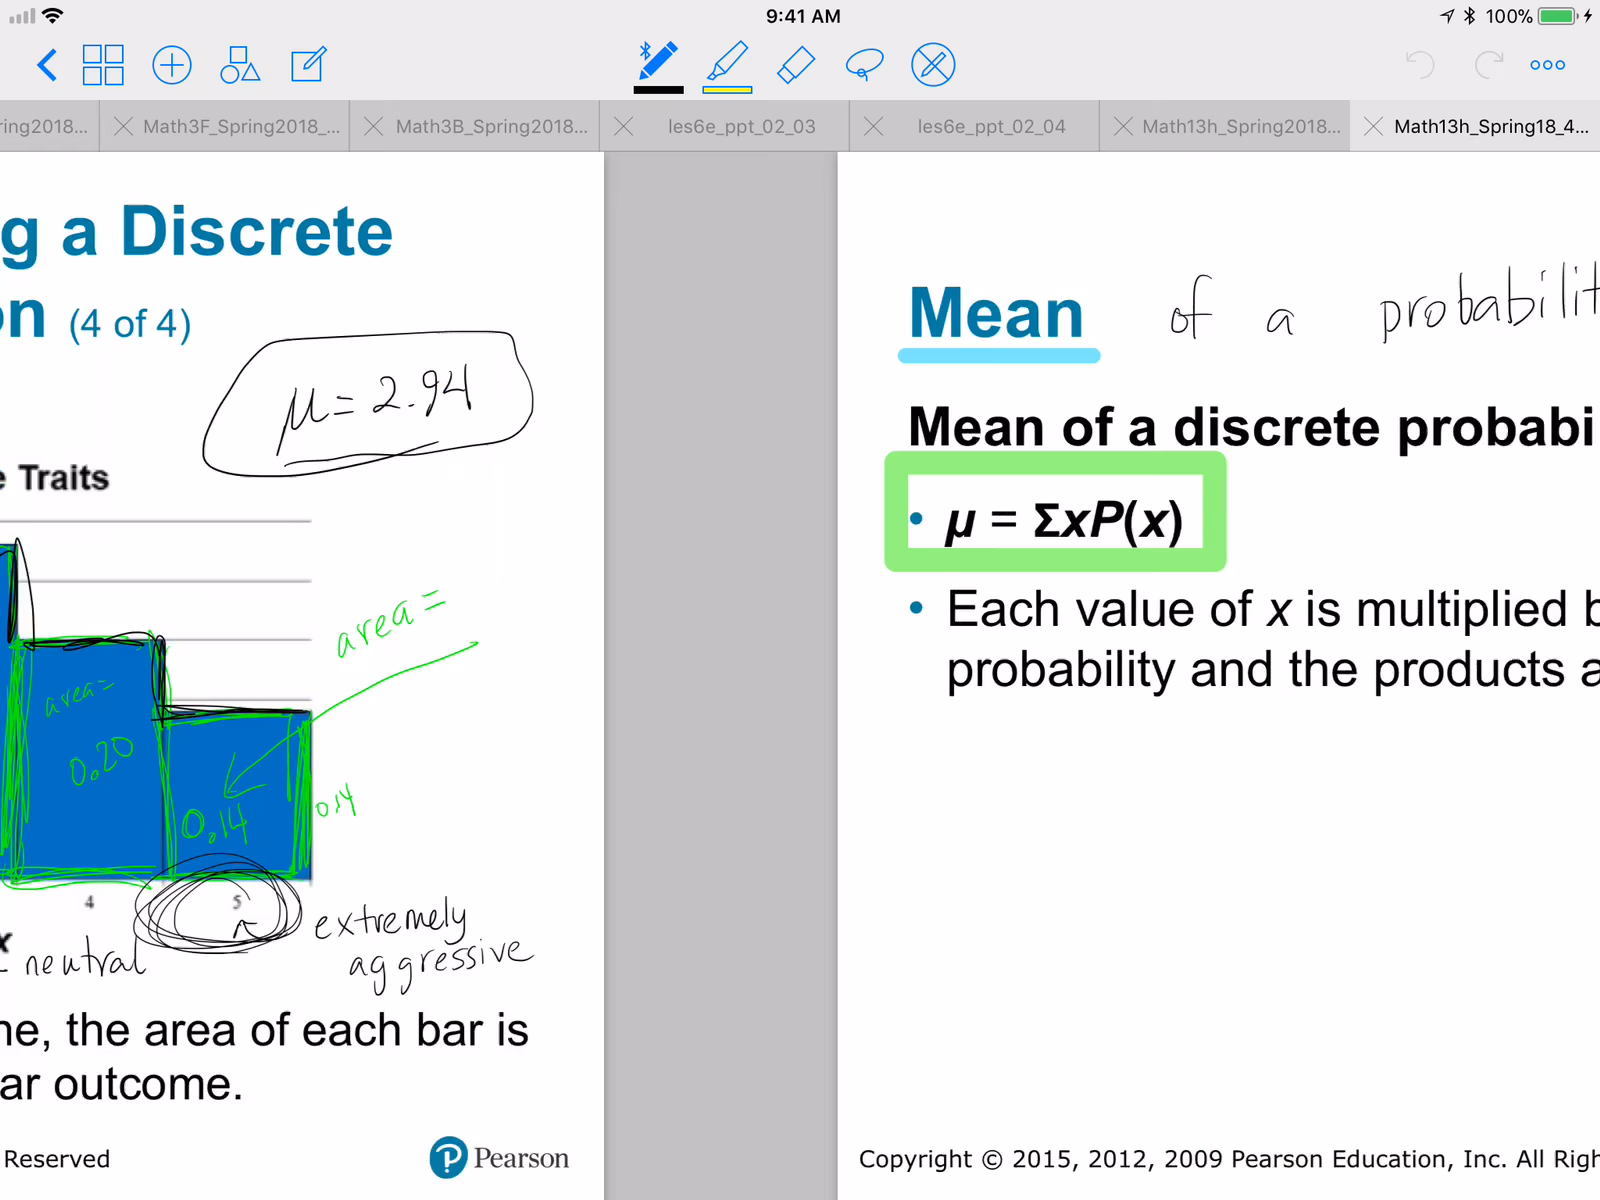 9:41 AM
100%
ring2018...
Math3F_Spring2018_...
Math3B_Spring2018...
les6e_ppt_02_03
les6e_ppt_02_04
Math13h_Spring2018...
Math13h_Spring18_4...
g a Discrete
on (4 of 4)
μ = 2.94
e Traits
area =
area=
0.20
0.14
0.14
4
5
x
neutral
extremely
aggressive
ne, the area of each bar is
ar outcome.
Reserved
Pearson
Mean of a probabilit
Mean of a discrete probabi
• μ = ΣxP(x)
• Each value of x is multiplied b
probability and the products a
Copyright © 2015, 2012, 2009 Pearson Education, Inc. All Righ